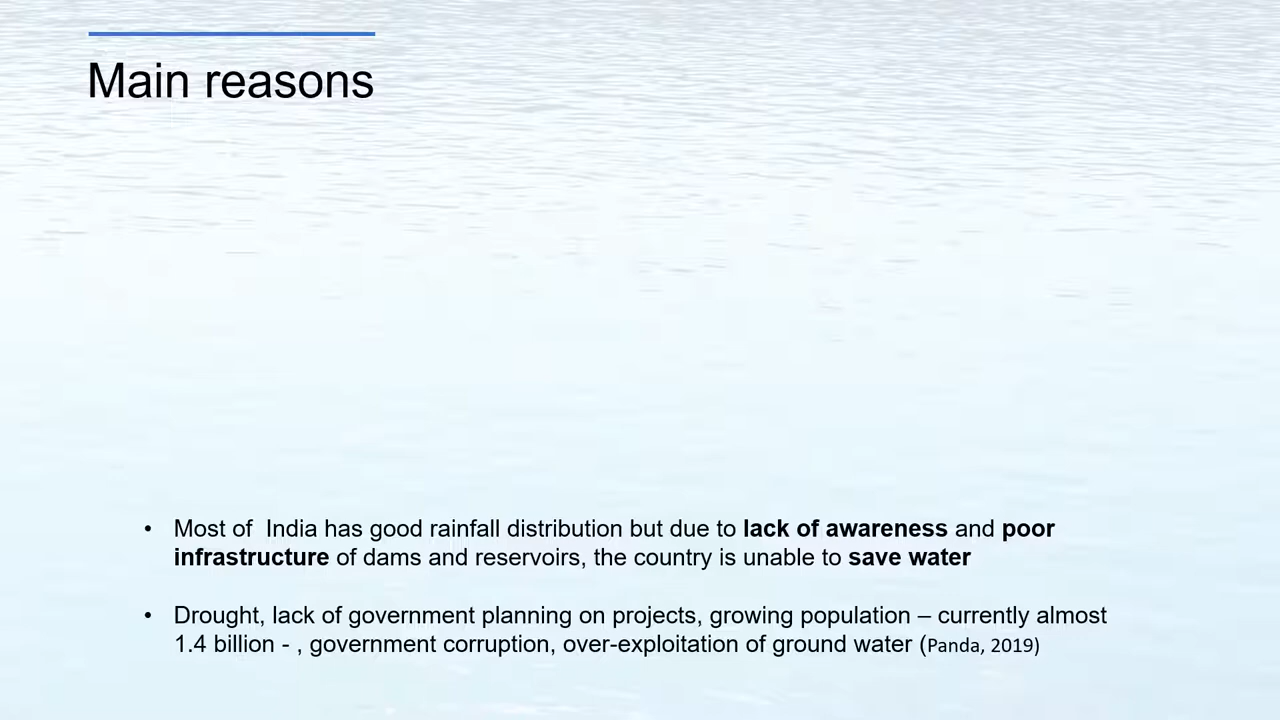 Main reasons
• Most of  India has good rainfall distribution but due to lack of awareness and poor
infrastructure of dams and reservoirs, the country is unable to save water
• Drought, lack of government planning on projects, growing population – currently almost
1.4 billion - , government corruption, over-exploitation of ground water (Panda, 2019)